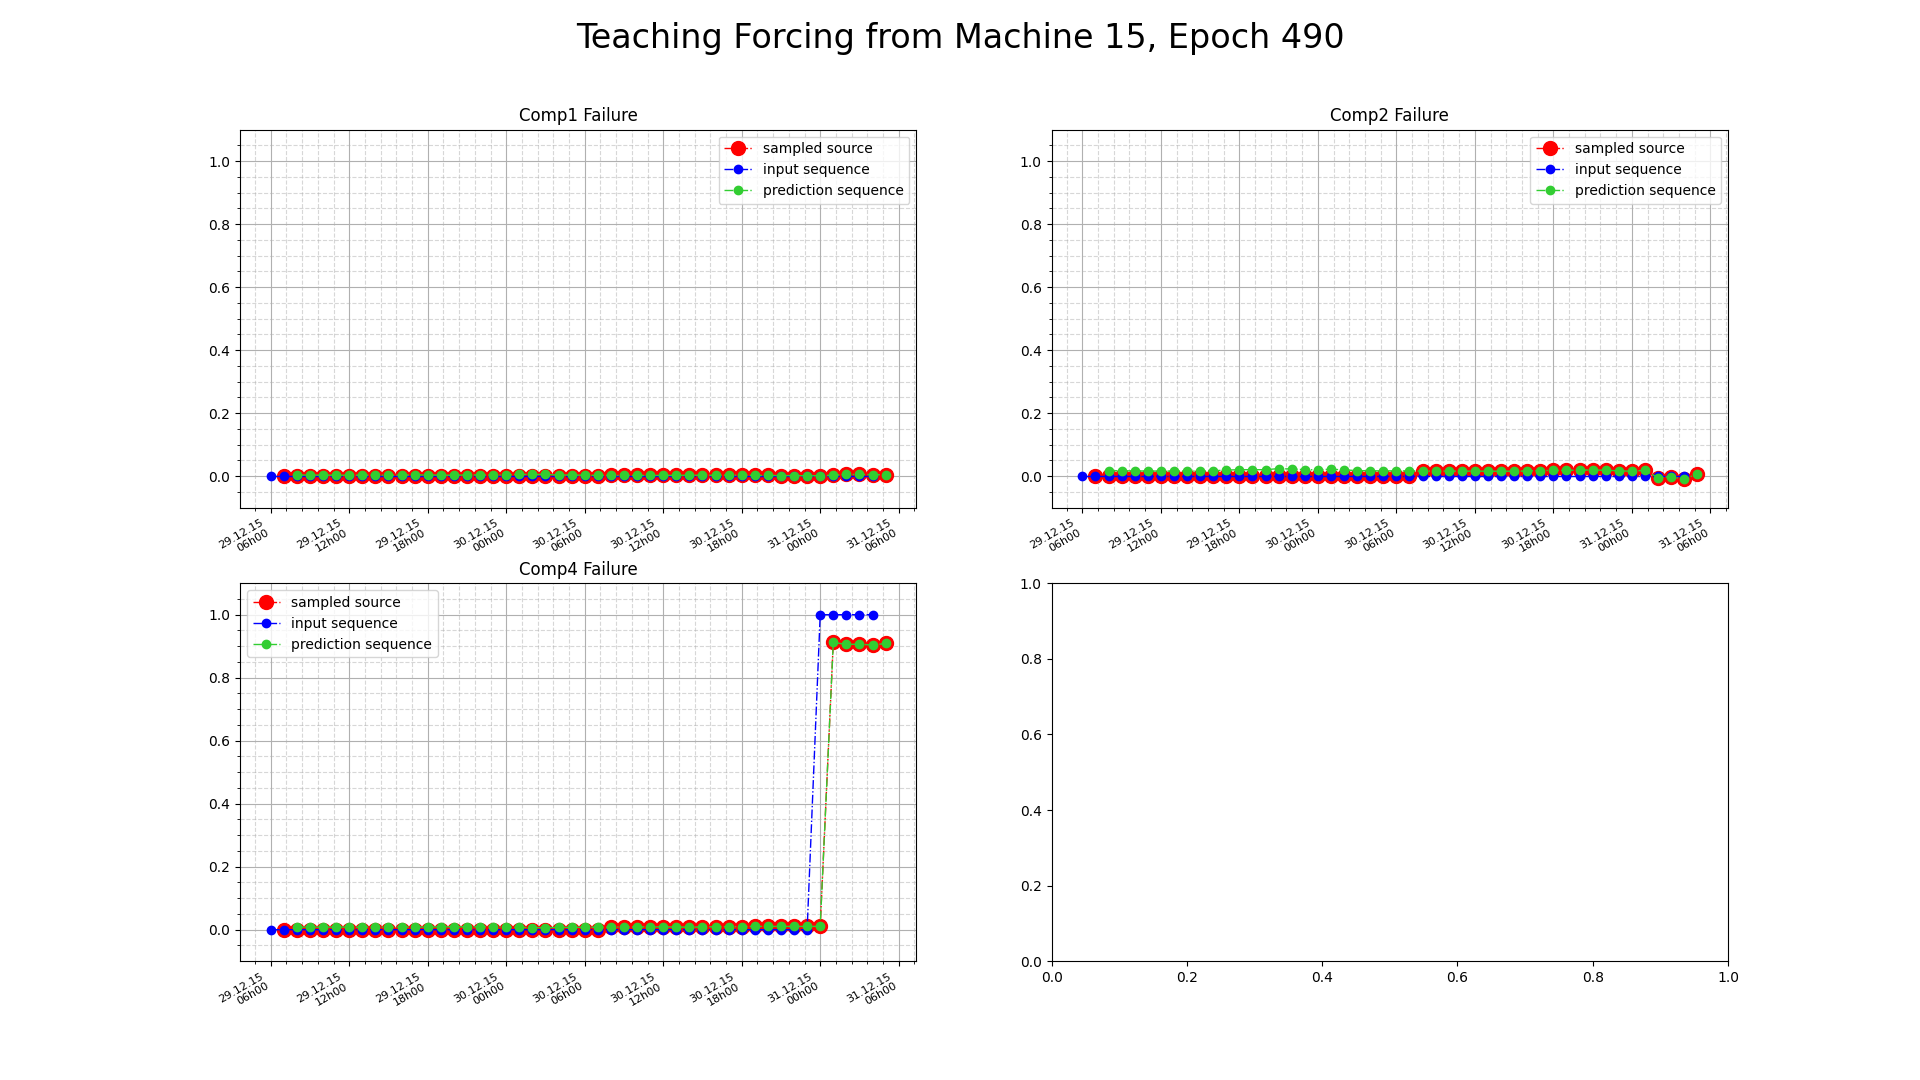 Teaching Forcing from Machine 15, Epoch 490
Comp1 Failure
1.0
0.8
0.6
0.4
0.2
0.0
sampled source
input sequence
prediction sequence
29.12.15
06h00
29.12.15
12h00
29.12.15
18h00
30.12.15
00h00
30.12.15
06h00
30.12.15
12h00
30.12.15
18h00
31.12.15
00h00
31.12.15
06h00
Comp2 Failure
1.0
0.8
0.6
0.4
0.2
0.0
sampled source
input sequence
prediction sequence
29.12.15
06h00
29.12.15
12h00
29.12.15
18h00
30.12.15
00h00
30.12.15
06h00
30.12.15
12h00
30.12.15
18h00
31.12.15
00h00
31.12.15
06h00
Comp4 Failure
1.0
0.8
0.6
0.4
0.2
0.0
sampled source
input sequence
prediction sequence
29.12.15
06h00
29.12.15
12h00
29.12.15
18h00
30.12.15
00h00
30.12.15
06h00
30.12.15
12h00
30.12.15
18h00
31.12.15
00h00
31.12.15
06h00
1.0
0.8
0.6
0.4
0.2
0.0
0.0 0.2 0.4 0.6 0.8 1.0